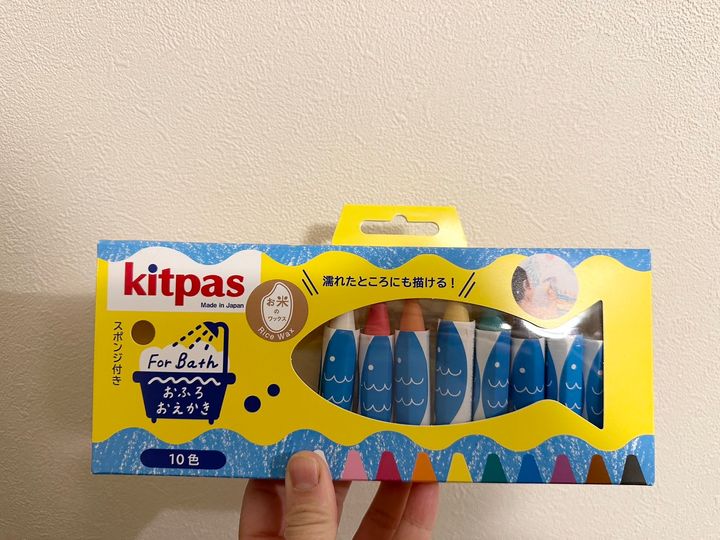 kitpas
Made in Japan
お米
の
ワックス
Rice Wax
濡れたところにも描ける！
スポンジ付き
For Bath
おふろ
おえかき
10色